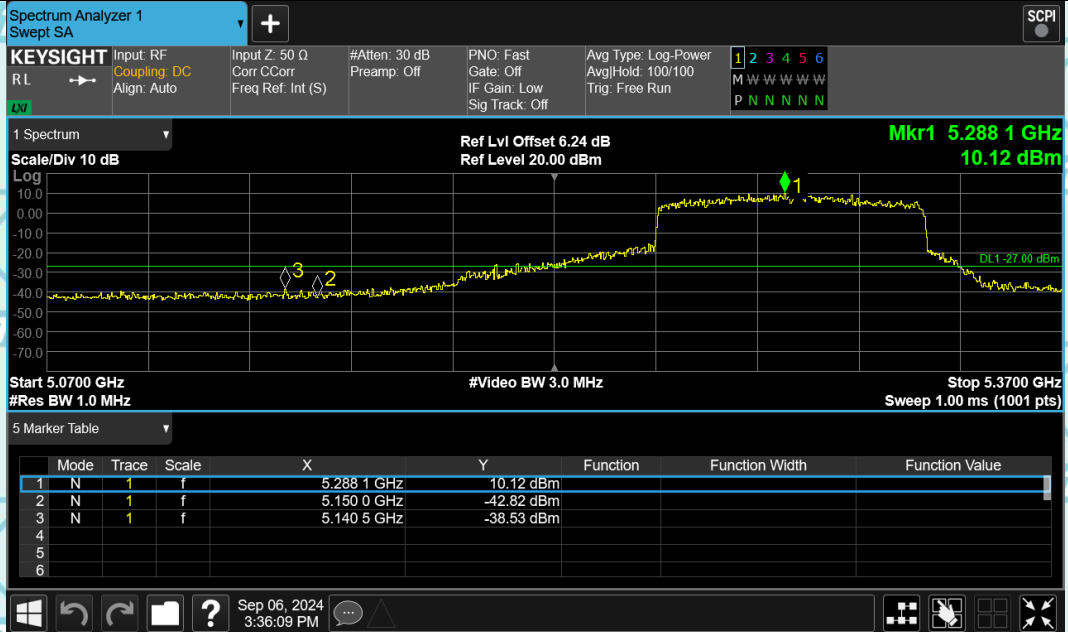 Spectrum Analyzer 1
Swept SA
SCPI
KEYSIGHT
R L
LXI
Input: RF
Coupling: DC
Align: Auto
Input Z: 50 Ω
Corr CCorr
Freq Ref: Int (S)
#Atten: 30 dB
Preamp: Off
PNO: Fast
Gate: Off
IF Gain: Low
Sig Track: Off
Avg Type: Log-Power
Avg|Hold: 100/100
Trig: Free Run
1 2 3 4 5 6
M W W W W W
P N N N N N
1 Spectrum
Scale/Div 10 dB
Ref Lvl Offset 6.24 dB
Ref Level 20.00 dBm
Mkr1 5.288 1 GHz
10.12 dBm
Log
10.0
0.00
-10.0
-20.0
-30.0
-40.0
-50.0
-60.0
-70.0
1
3
2
DL1 -27.00 dBm
Start 5.0700 GHz
#Video BW 3.0 MHz
Stop 5.3700 GHz
#Res BW 1.0 MHz
Sweep 1.00 ms (1001 pts)
5 Marker Table
Mode Trace Scale X Y Function Function Width Function Value
1 N 1 f 5.288 1 GHz 10.12 dBm
2 N 1 f 5.150 0 GHz -42.82 dBm
3 N 1 f 5.140 5 GHz -38.53 dBm
4
5
6
?
Sep 06, 2024
3:36:09 PM